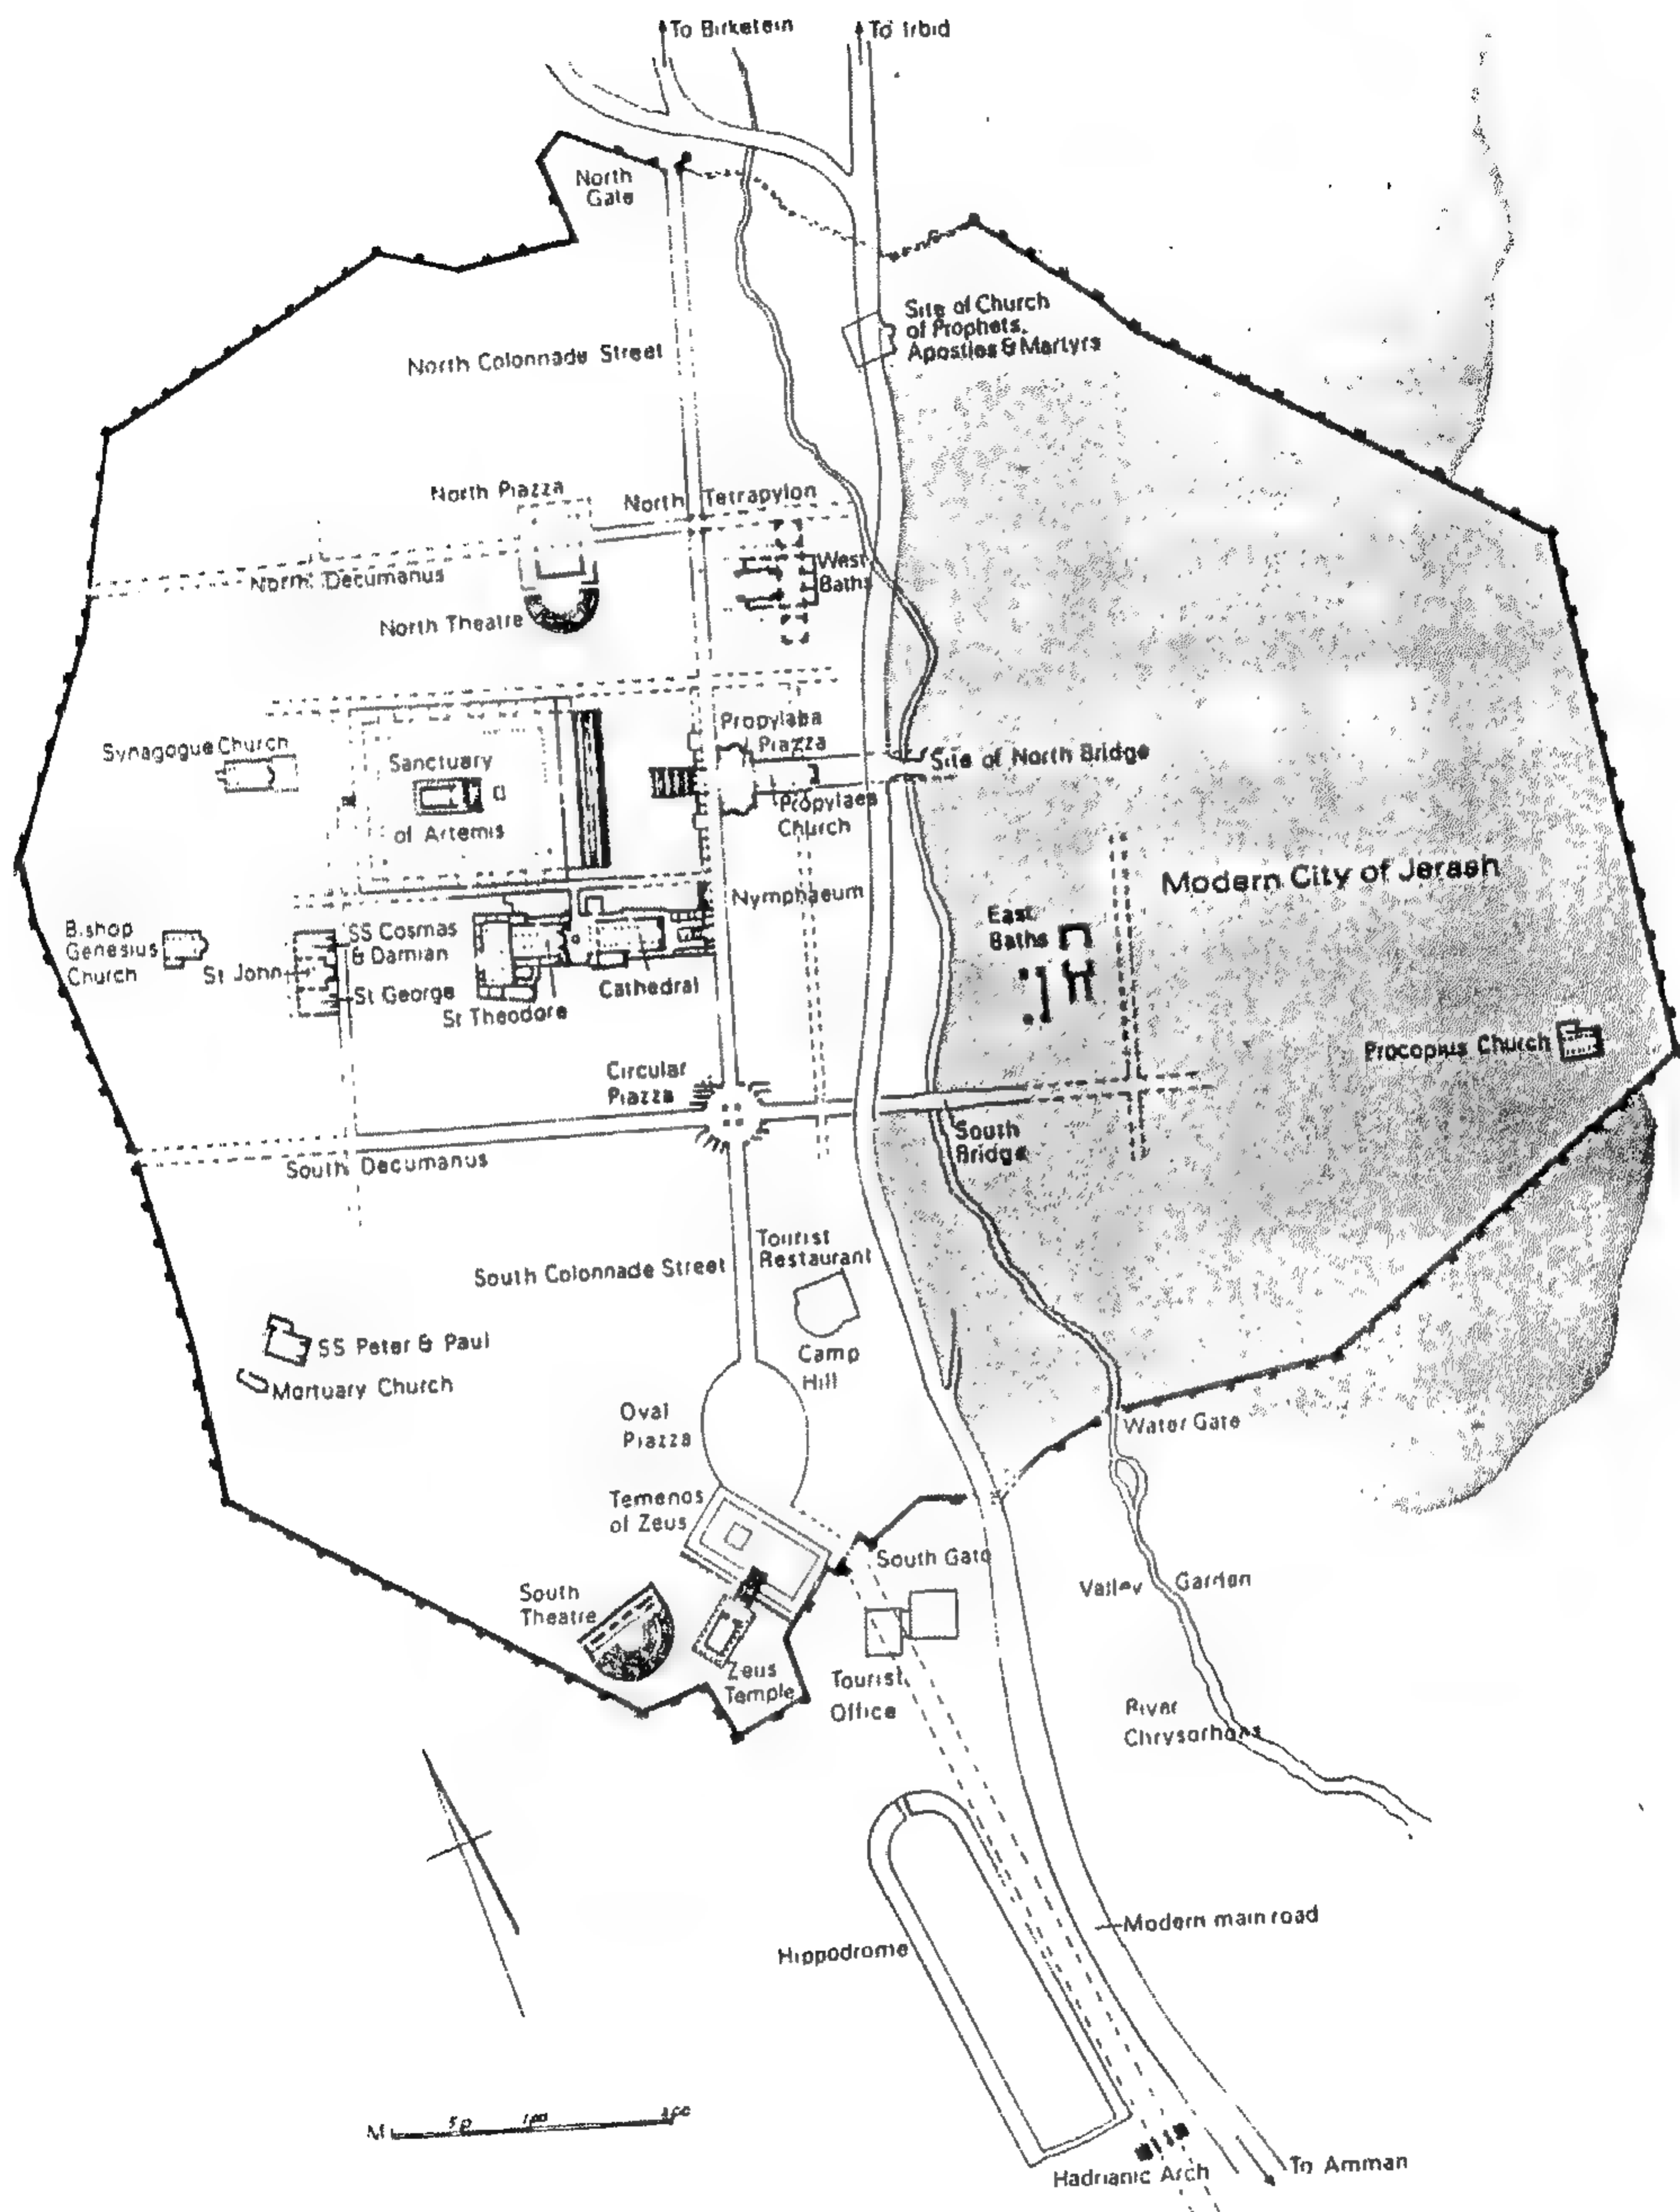 To Birketein
To Irbid
North
Gate
Site of Church
of Prophets,
Apostles & Martyrs
North Colonnade Street
North Piazza
North Tetrapylon
North Decumanus
West
Baths
North Theatre
Propylaea
Piazza
Synagogue Church
Sanctuary
of Artemis
Site of North Bridge
Propylaea
Church
Modern City of Jerash
Nymphaeum
East
Baths
Bishop
Genesius
Church
SS Cosmas
& Damian
St John
St George
Cathedral
St Theodore
Procopius Church
Circular
Piazza
South
Bridge
South Decumanus
Tourist
Restaurant
South Colonnade Street
SS Peter & Paul
Mortuary Church
Camp
Hill
Oval
Piazza
Water Gate
Temenos
of Zeus
South Gate
Valley Garden
South
Theatre
Zeus
Temple
Tourist
Office
River
Chrysorhoas
Modern main road
Hippodrome
M 50 100
Hadrianic Arch
To Amman